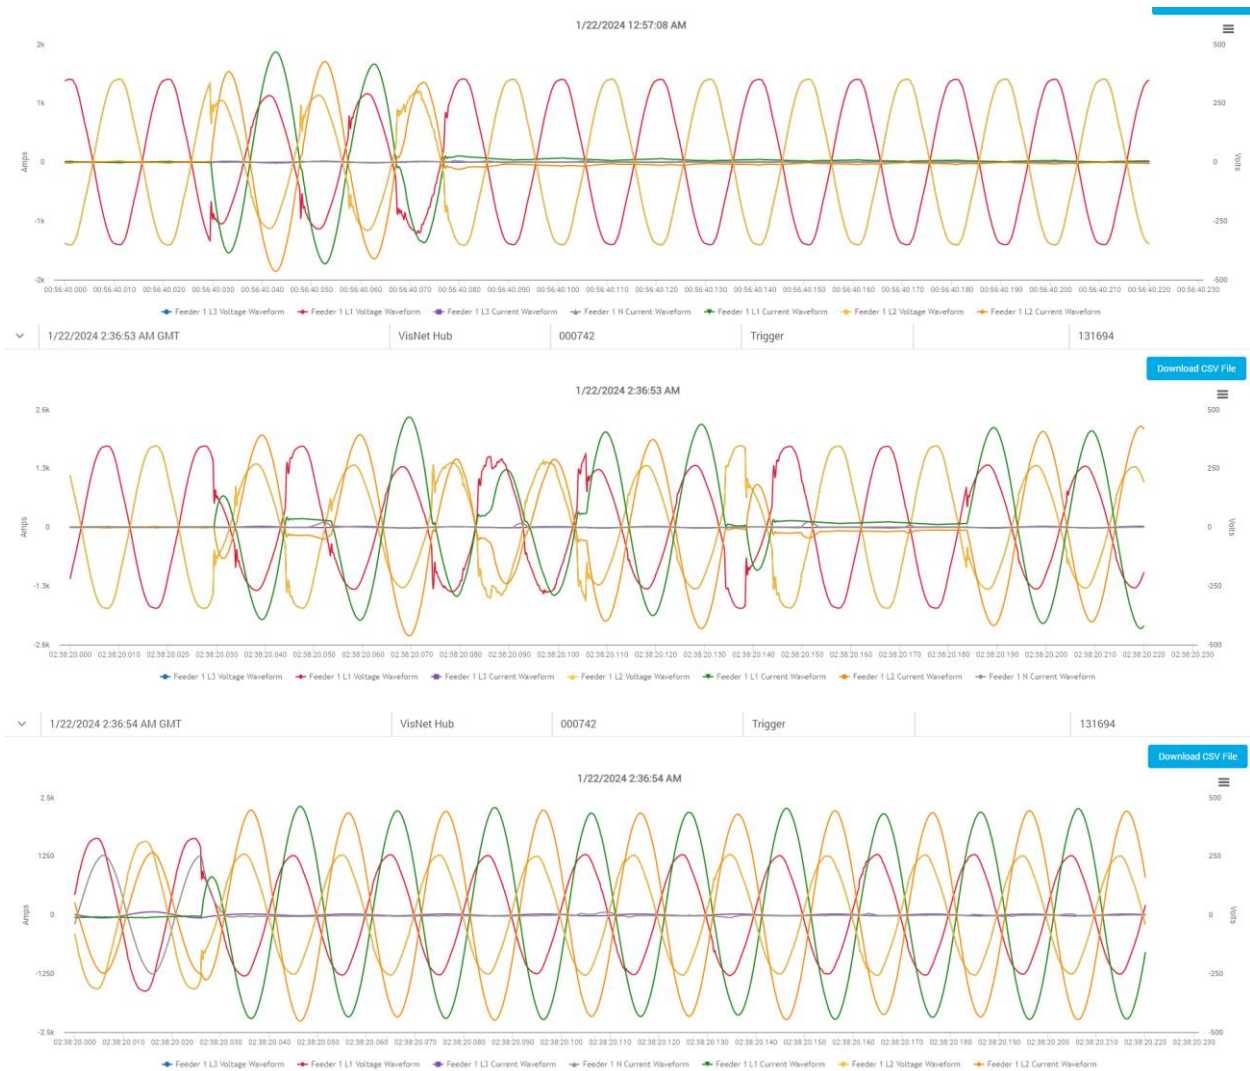 1/22/2024 12:57:08 AM
2k
500
1k
250
0
0
Amps
Volts
-1k
-250
-2k
-500
00:56:40.000 00:56:40.010 00:56:40.020 00:56:40.030 00:56:40.040 00:56:40.050 00:56:40.060 00:56:40.070 00:56:40.080 00:56:40.090 00:56:40.100 00:56:40.110 00:56:40.120 00:56:40.130 00:56:40.140 00:56:40.150 00:56:40.160 00:56:40.170 00:56:40.180 00:56:40.190 00:56:40.200 00:56:40.210 00:56:40.220 00:56:40.230
Feeder 1 L3 Voltage Waveform Feeder 1 L1 Voltage Waveform Feeder 1 L3 Current Waveform Feeder 1 N Current Waveform Feeder 1 L1 Current Waveform Feeder 1 L2 Voltage Waveform Feeder 1 L2 Current Waveform
1/22/2024 2:36:53 AM GMT VisNet Hub 000742 Trigger 131694
Download CSV File
1/22/2024 2:36:53 AM
2.6k
500
1.3k
250
0
0
Amps
Volts
-1.3k
-250
-2.6k
-500
02:38:20.000 02:38:20.010 02:38:20.020 02:38:20.030 02:38:20.040 02:38:20.050 02:38:20.060 02:38:20.070 02:38:20.080 02:38:20.090 02:38:20.100 02:38:20.110 02:38:20.120 02:38:20.130 02:38:20.140 02:38:20.150 02:38:20.160 02:38:20.170 02:38:20.180 02:38:20.190 02:38:20.200 02:38:20.210 02:38:20.220 02:38:20.230
Feeder 1 L3 Voltage Waveform Feeder 1 L1 Voltage Waveform Feeder 1 L3 Current Waveform Feeder 1 L2 Voltage Waveform Feeder 1 L1 Current Waveform Feeder 1 L2 Current Waveform Feeder 1 N Current Waveform
1/22/2024 2:36:54 AM GMT VisNet Hub 000742 Trigger 131694
Download CSV File
1/22/2024 2:36:54 AM
2.5k
500
1250
250
0
0
Amps
Volts
-1250
-250
-2.5k
-500
02:38:20.000 02:38:20.010 02:38:20.020 02:38:20.030 02:38:20.040 02:38:20.050 02:38:20.060 02:38:20.070 02:38:20.080 02:38:20.090 02:38:20.100 02:38:20.110 02:38:20.120 02:38:20.130 02:38:20.140 02:38:20.150 02:38:20.160 02:38:20.170 02:38:20.180 02:38:20.190 02:38:20.200 02:38:20.210 02:38:20.220 02:38:20.230
Feeder 1 L3 Voltage Waveform Feeder 1 L1 Voltage Waveform Feeder 1 L3 Current Waveform Feeder 1 N Current Waveform Feeder 1 L1 Current Waveform Feeder 1 L2 Voltage Waveform Feeder 1 L2 Current Waveform